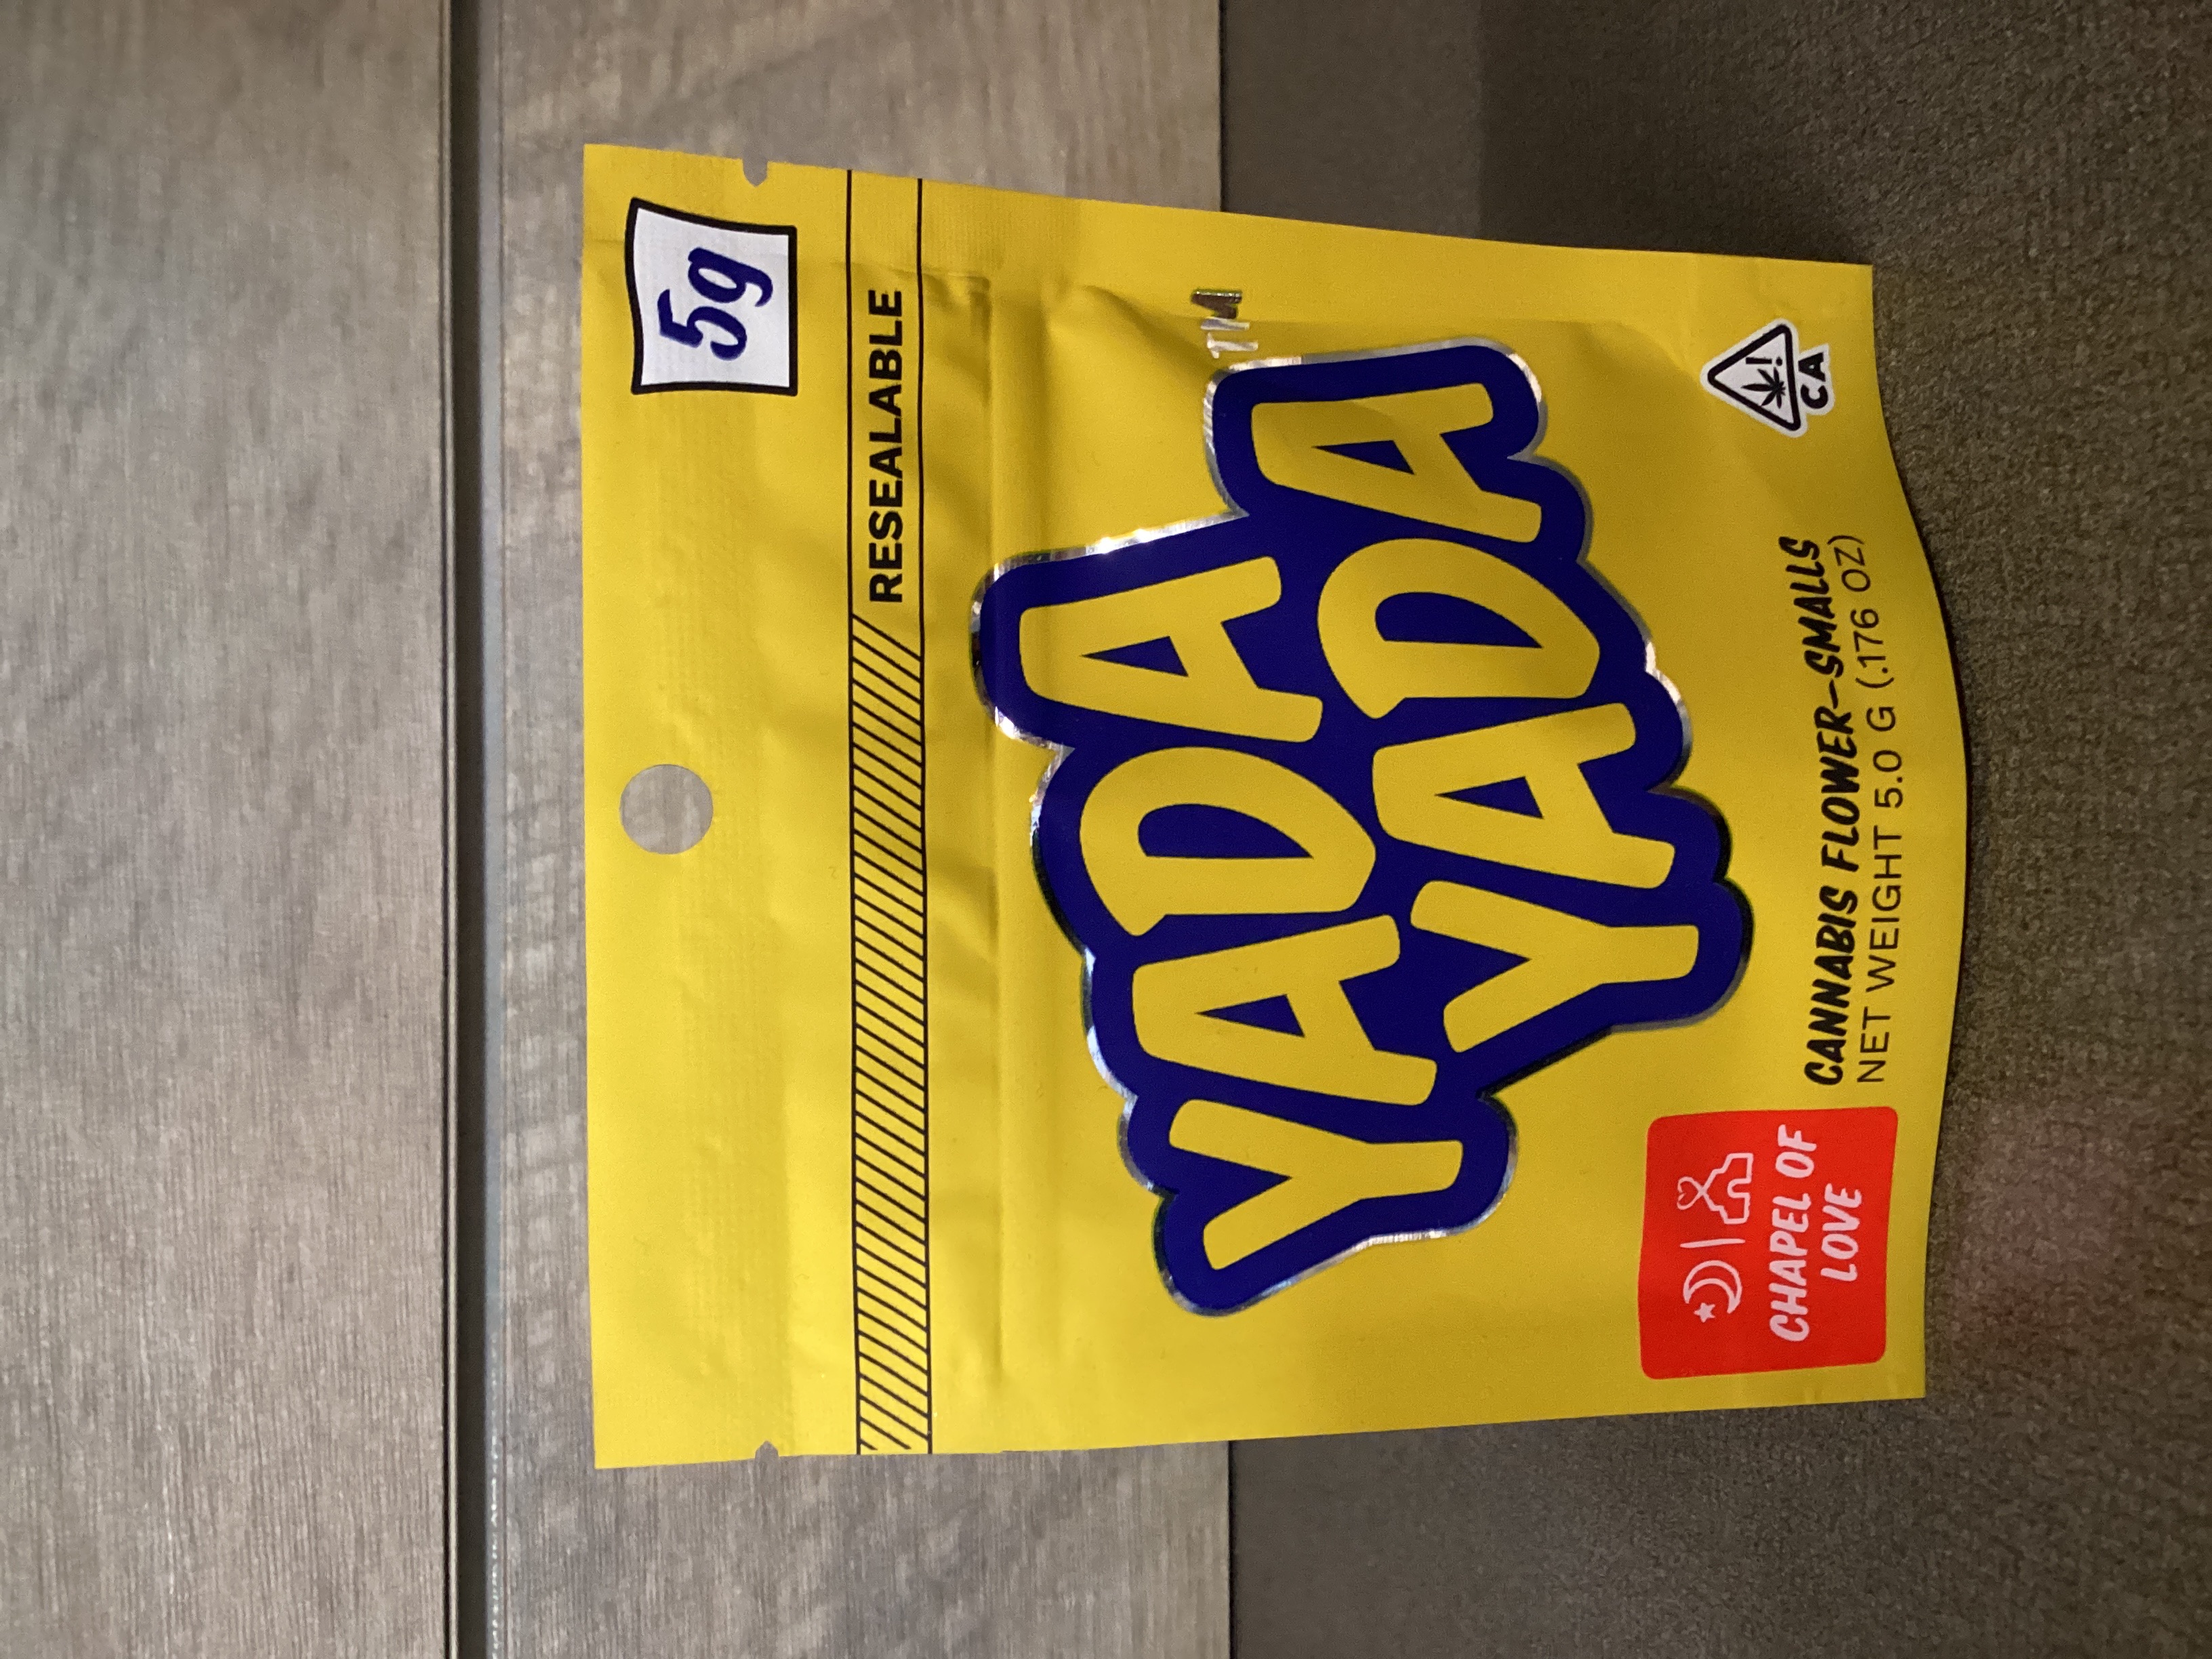 5g
RESEALABLE
YADA
YADA
TM
CHAPEL OF
LOVE
CANNABIS FLOWER-SMALLS
NET WEIGHT 5.0 G (.176 OZ)
!
CA